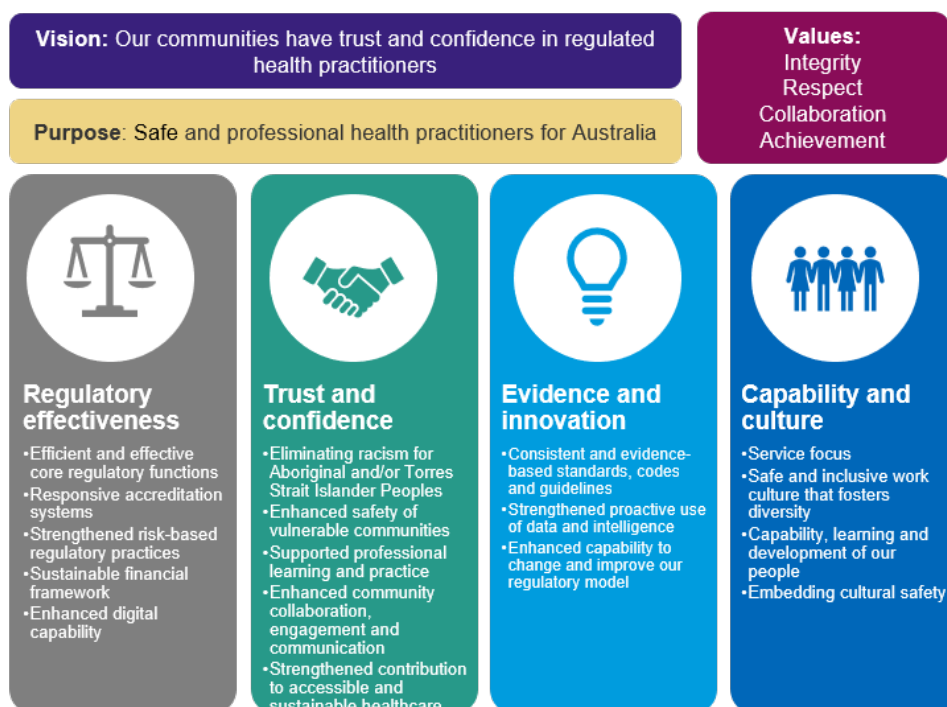 Vision: Our communities have trust and confidence in regulated
health practitioners
Purpose: Safe and professional health practitioners for Australia
Values:
Integrity
Respect
Collaboration
Achievement
Regulatory
effectiveness
•Efficient and effective
core regulatory functions
•Responsive accreditation
systems
•Strengthened risk-based
regulatory practices
•Sustainable financial
framework
•Enhanced digital
capability
Trust and
confidence
•Eliminating racism for
Aboriginal and/or Torres
Strait Islander Peoples
•Enhanced safety of
vulnerable communities
•Supported professional
learning and practice
•Enhanced community
collaboration,
engagement and
communication
•Strengthened contribution
to accessible and
sustainable healthcare
Evidence and
innovation
•Consistent and evidence-
based standards, codes
and guidelines
•Strengthened proactive use
of data and intelligence
•Enhanced capability to
change and improve our
regulatory model
Capability and
culture
•Service focus
•Safe and inclusive work
culture that fosters
diversity
•Capability, learning and
development of our
people
•Embedding cultural safety